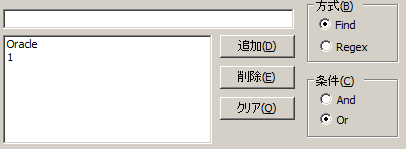 Oracle
1
追加(D)
削除(E)
クリア(O)
方式(B)
Find
Regex
条件(C)
And
Or